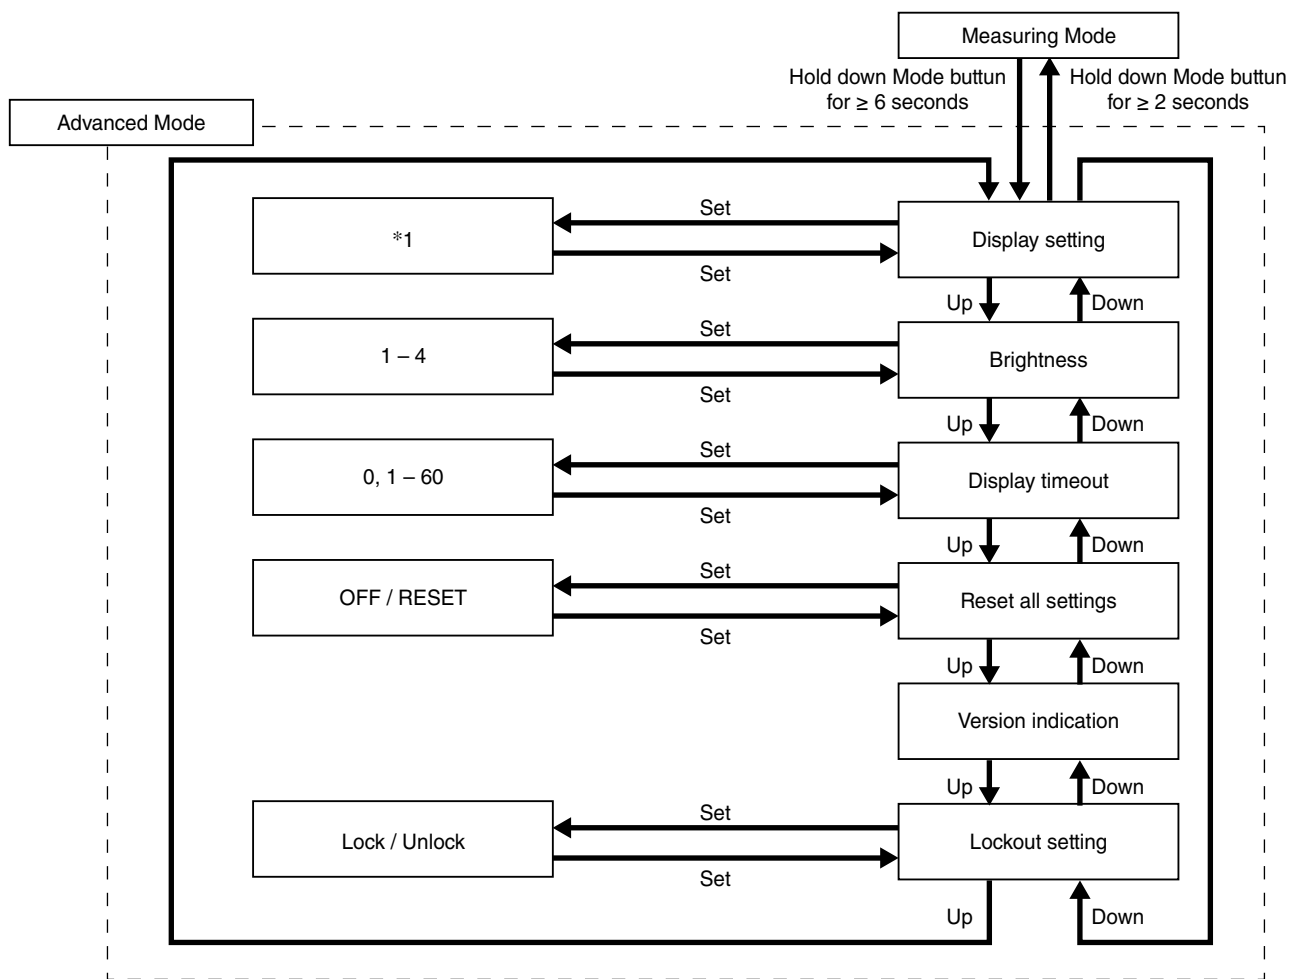 Measuring Mode
Hold down Mode buttun
for ≥ 6 seconds
Hold down Mode buttun
for ≥ 2 seconds
Advanced Mode
*1
Set
Set
Display setting
Up
Down
1 – 4
Set
Set
Brightness
Up
Down
0, 1 – 60
Set
Set
Display timeout
Up
Down
OFF / RESET
Set
Set
Reset all settings
Up
Down
Version indication
Up
Down
Lock / Unlock
Set
Set
Lockout setting
Up
Down